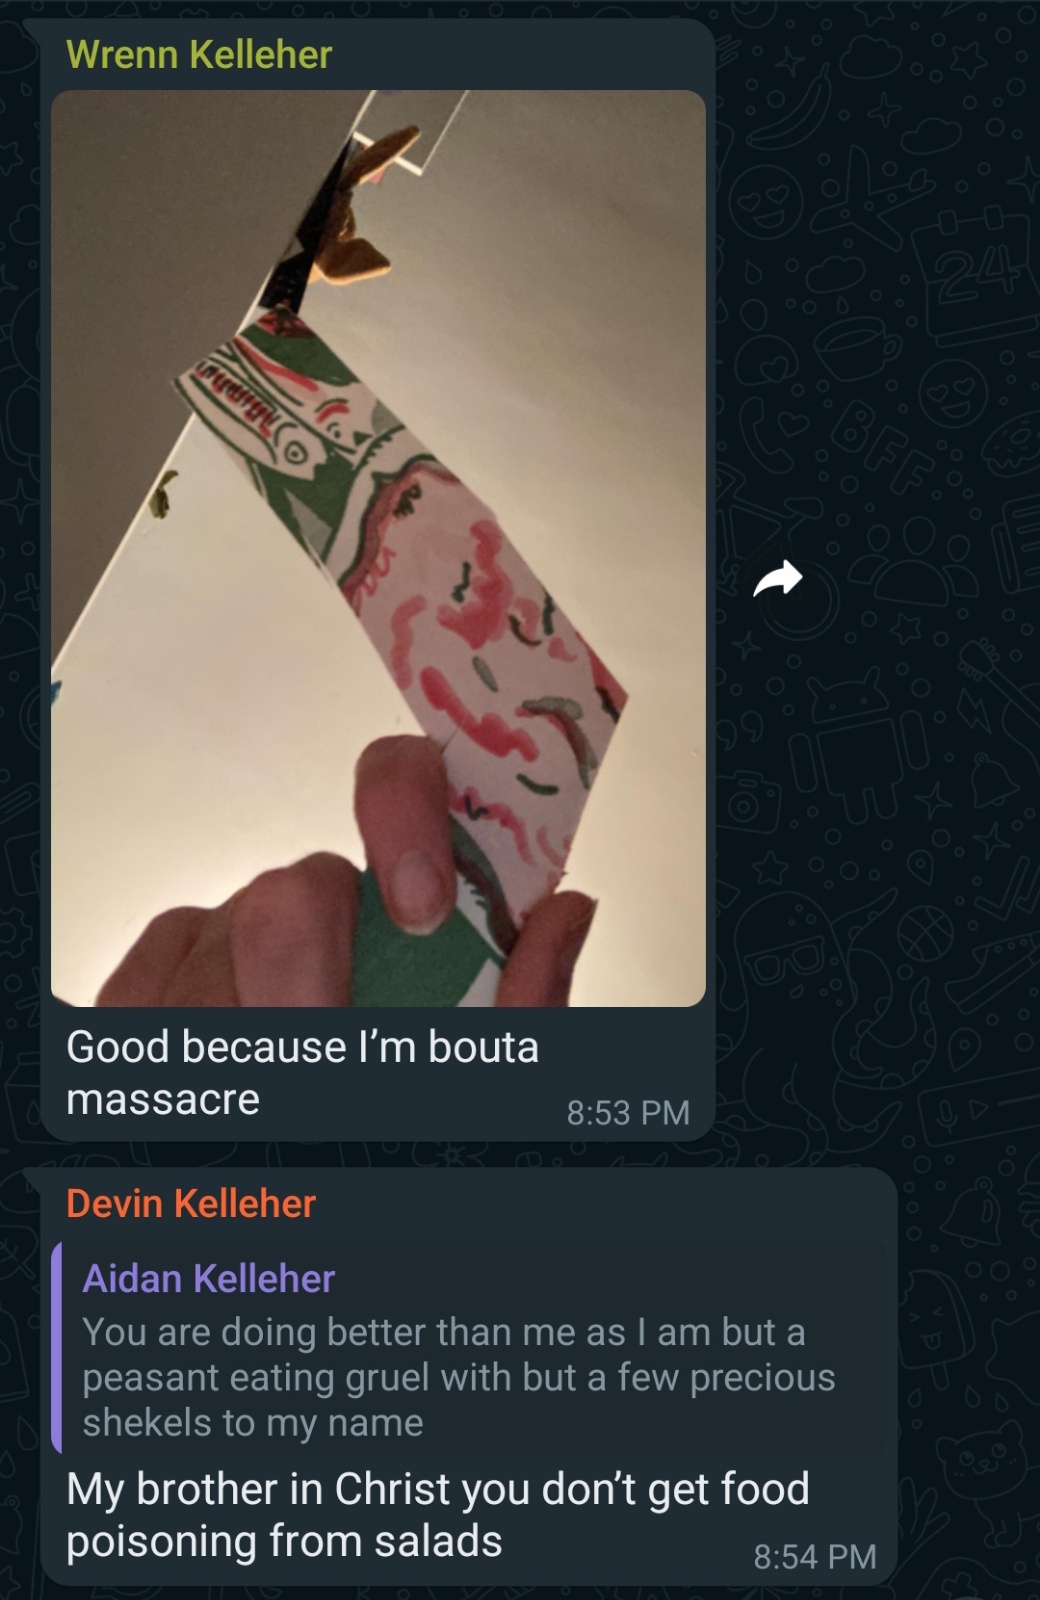 Wrenn Kelleher
Good because I’m bouta
massacre
8:53 PM
Devin Kelleher
Aidan Kelleher
You are doing better than me as I am but a
peasant eating gruel with but a few precious
shekels to my name
My brother in Christ you don’t get food
poisoning from salads
8:54 PM
24
BFF